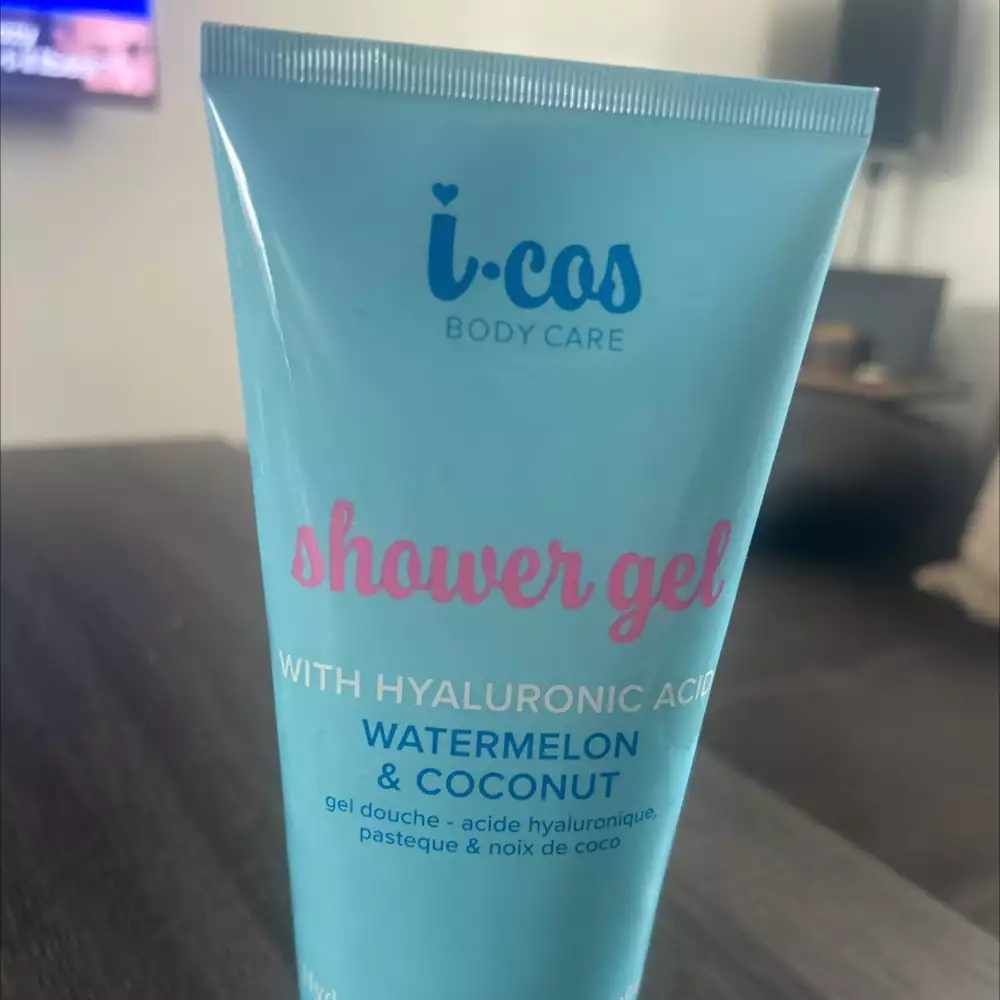 i·cos
BODY CARE
shower gel
WITH HYALURONIC ACID
WATERMELON
& COCONUT
gel douche - acide hyaluronique,
pasteque & noix de coco